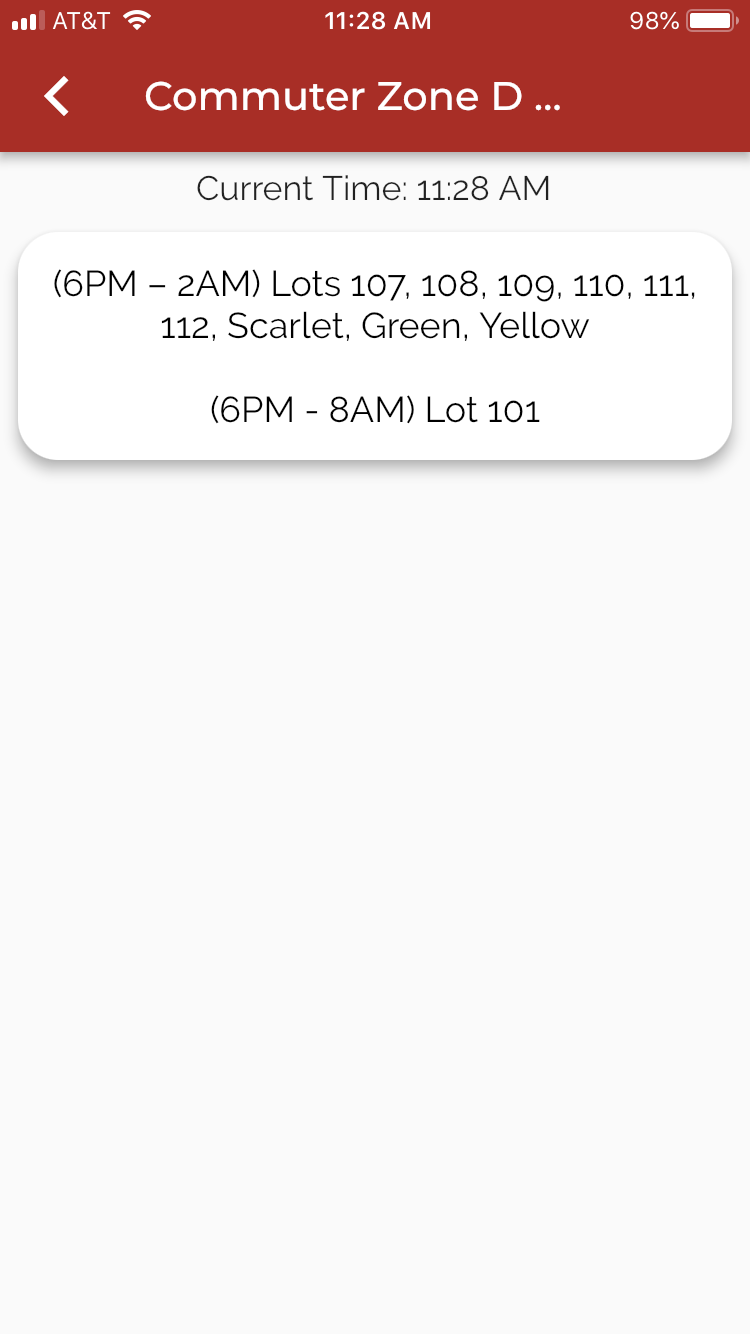 AT&T 11:28 AM 98%
Commuter Zone D ...
Current Time: 11:28 AM
(6PM – 2AM) Lots 107, 108, 109, 110, 111,
112, Scarlet, Green, Yellow
(6PM - 8AM) Lot 101